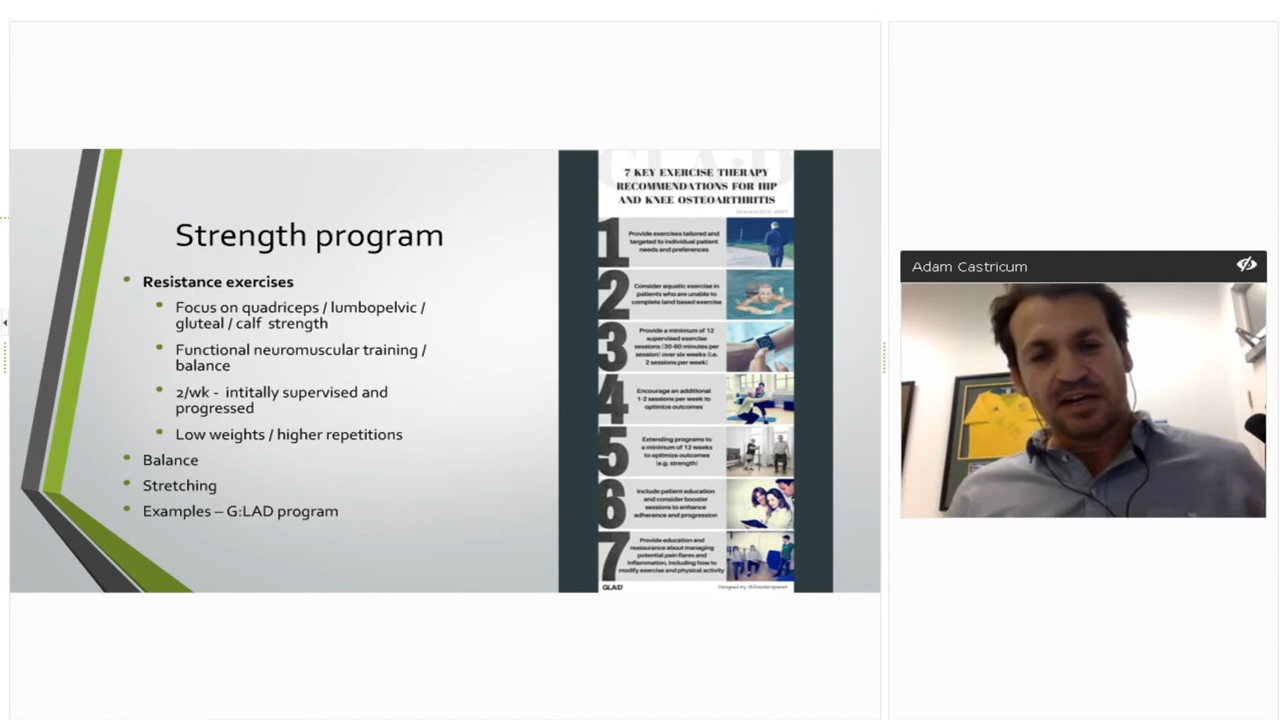 Strength program
Resistance exercises
Focus on quadriceps / lumbopelvic /
gluteal / calf strength
Functional neuromuscular training /
balance
2/wk - intitally supervised and
progressed
Low weights / higher repetitions
Balance
Stretching
Examples – G:LAD program
7 KEY EXERCISE THERAPY
RECOMMENDATIONS FOR HIP
AND KNEE OSTEOARTHRITIS
1
Provide exercises tailored and
targeted to individual patient
needs and preferences
2
Consider aquatic exercise in
patients who are unable to
complete land based exercise
3
Provide a minimum of 12
supervised exercise
sessions (30-60 minutes per
session) over six weeks (i.e.
2 sessions per week)
4
Encourage an additional
1-2 sessions per week to
optimize outcomes
5
Extending programs to
a minimum of 12 weeks
to optimize outcomes
(e.g. strength)
6
Include patient education
and consider booster
sessions to enhance
adherence and progression
7
Provide education and
reassurance about managing
potential pain flares and
inflammation, including how to
modify exercise and physical activity
GLA:D
Designed by
Adam Castricum